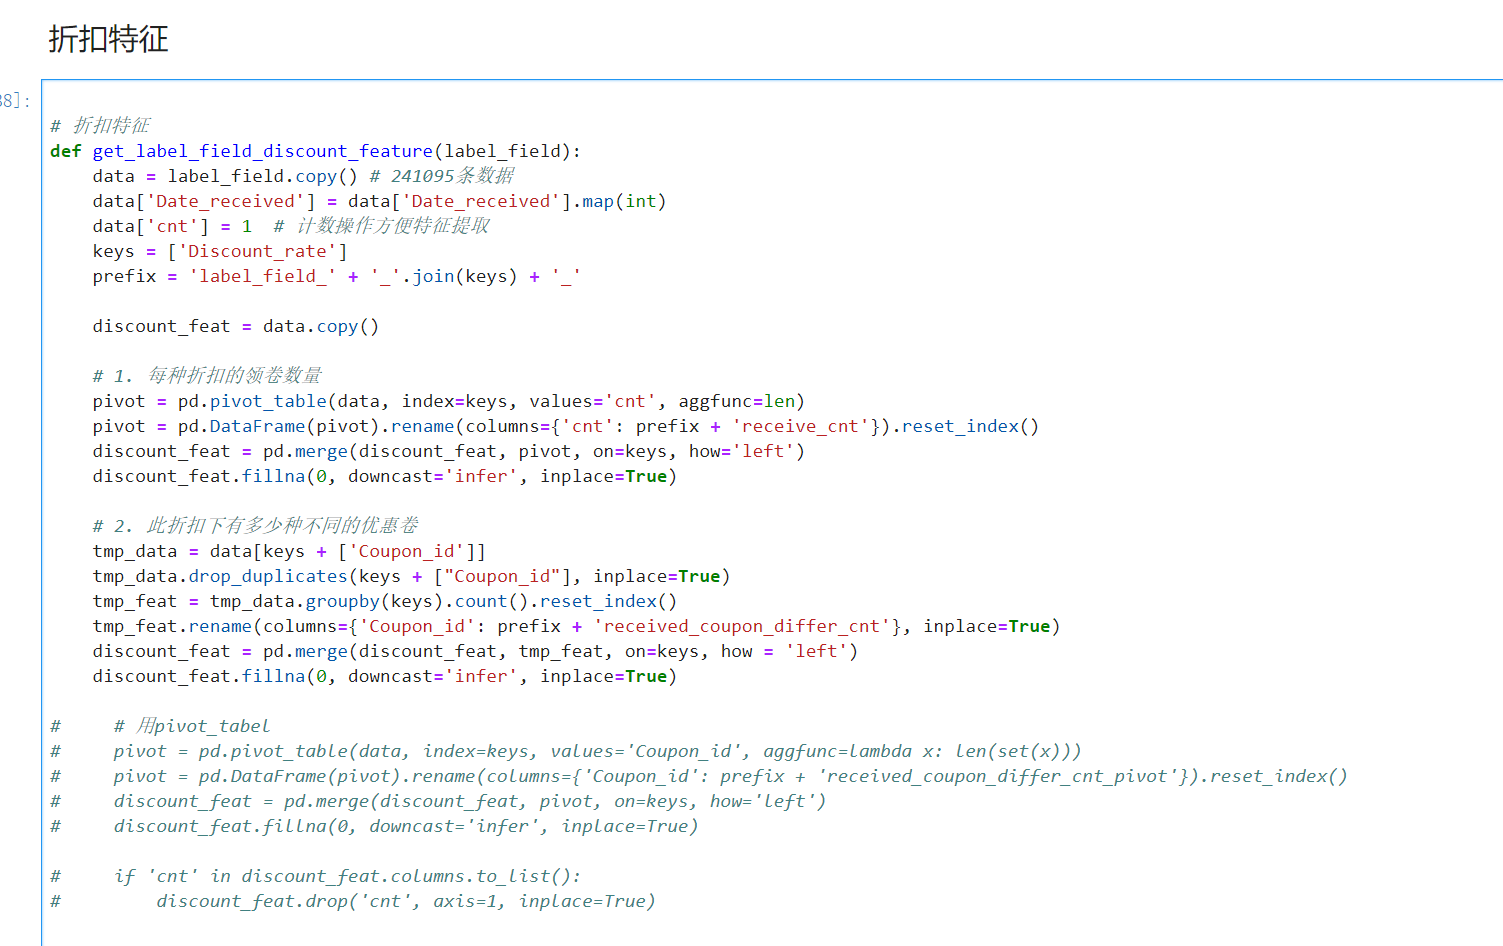 折扣特征
38]:
# 折扣特征
def get_label_field_discount_feature(label_field):
    data = label_field.copy() # 241095条数据
    data['Date_received'] = data['Date_received'].map(int)
    data['cnt'] = 1  # 计数操作方便特征提取
    keys = ['Discount_rate']
    prefix = 'label_field_' + '_'.join(keys) + '_'
    discount_feat = data.copy()
    # 1. 每种折扣的领卷数量
    pivot = pd.pivot_table(data, index=keys, values='cnt', aggfunc=len)
    pivot = pd.DataFrame(pivot).rename(columns={'cnt': prefix + 'receive_cnt'}).reset_index()
    discount_feat = pd.merge(discount_feat, pivot, on=keys, how='left')
    discount_feat.fillna(0, downcast='infer', inplace=True)
    # 2. 此折扣下有多少种不同的优惠卷
    tmp_data = data[keys + ['Coupon_id']]
    tmp_data.drop_duplicates(keys + ["Coupon_id"], inplace=True)
    tmp_feat = tmp_data.groupby(keys).count().reset_index()
    tmp_feat.rename(columns={'Coupon_id': prefix + 'received_coupon_differ_cnt'}, inplace=True)
    discount_feat = pd.merge(discount_feat, tmp_feat, on=keys, how = 'left')
    discount_feat.fillna(0, downcast='infer', inplace=True)
#     # 用pivot_tabel
#     pivot = pd.pivot_table(data, index=keys, values='Coupon_id', aggfunc=lambda x: len(set(x)))
#     pivot = pd.DataFrame(pivot).rename(columns={'Coupon_id': prefix + 'received_coupon_differ_cnt_pivot'}).reset_index()
#     discount_feat = pd.merge(discount_feat, pivot, on=keys, how='left')
#     discount_feat.fillna(0, downcast='infer', inplace=True)
#     if 'cnt' in discount_feat.columns.to_list():
#         discount_feat.drop('cnt', axis=1, inplace=True)